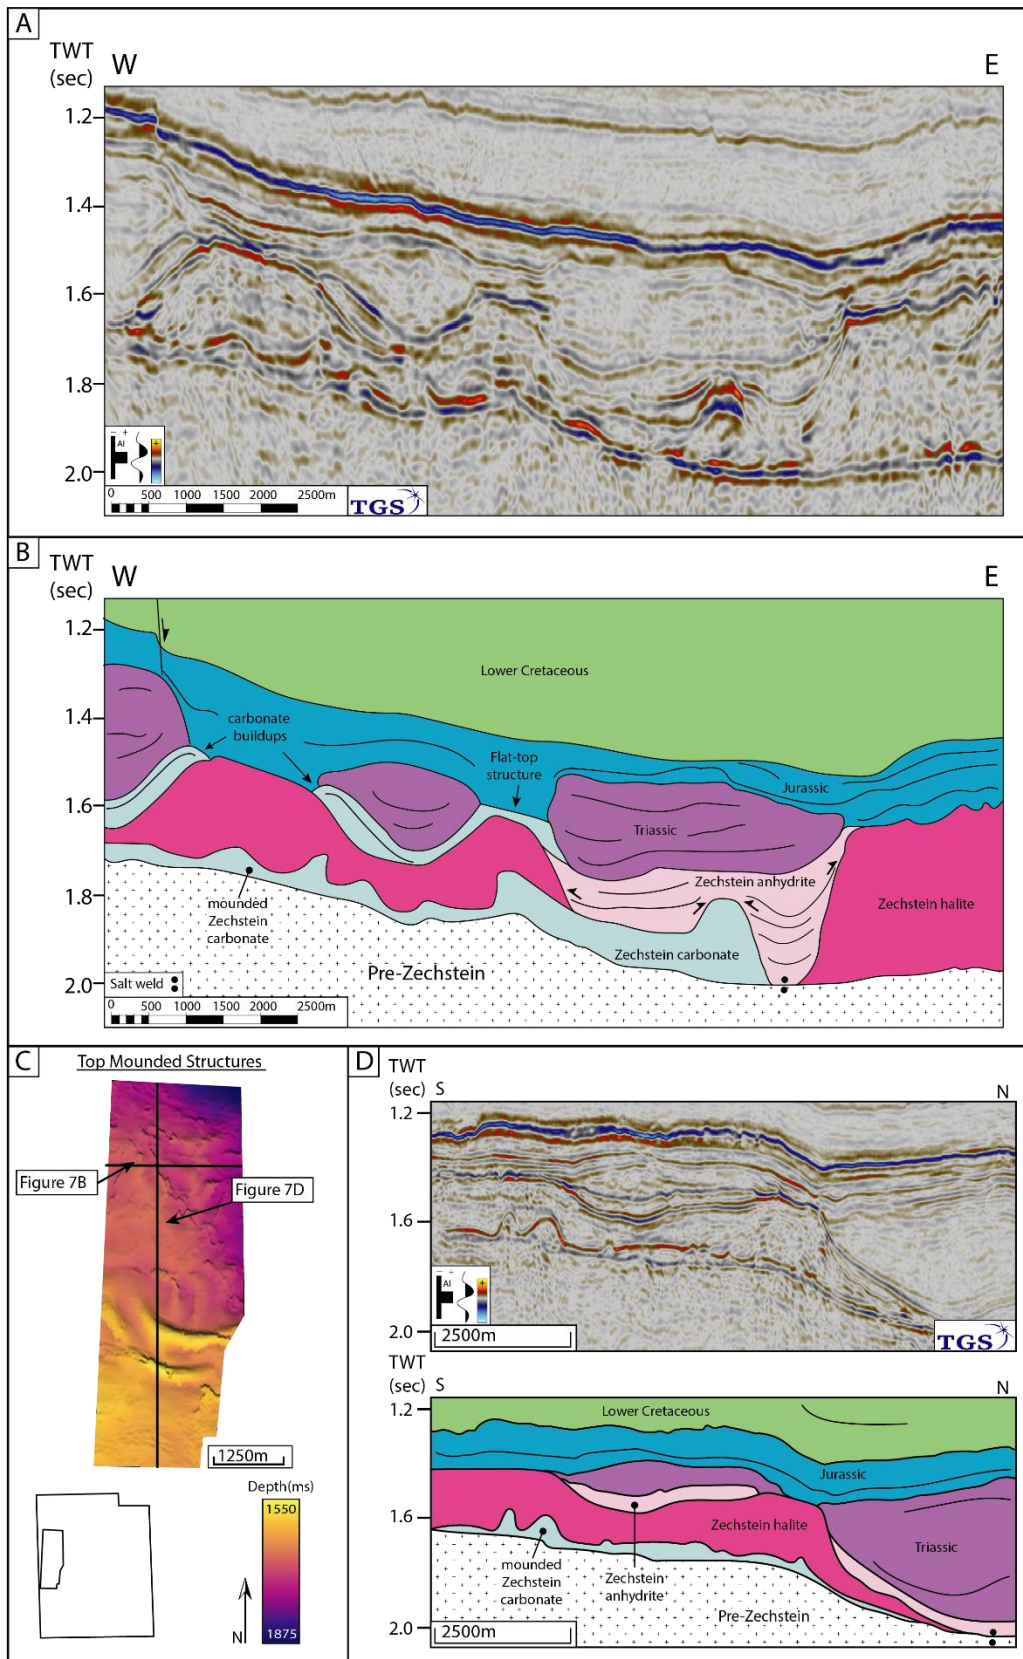 A
TWT
(sec)
W
E
1.2
1.4
1.6
1.8
2.0
− +
AI
+
0 500 1000 1500 2000 2500m
TGS
B
TWT
(sec)
W
E
1.2
1.4
1.6
1.8
2.0
Lower Cretaceous
carbonate
buildups
Flat-top
structure
Jurassic
Triassic
Zechstein anhydrite
mounded
Zechstein
carbonate
Zechstein halite
Zechstein carbonate
Pre-Zechstein
Salt weld
0 500 1000 1500 2000 2500m
C
Top Mounded Structures
Figure 7B
Figure 7D
1250m
Depth(ms)
1550
1875
N
D
TWT
(sec)
S
N
1.2
1.6
2.0
− +
AI
+
2500m
TGS
TWT
(sec)
S
N
1.2
1.6
2.0
Lower Cretaceous
Jurassic
Zechstein halite
Triassic
mounded
Zechstein
carbonate
Zechstein
anhydrite
Pre-Zechstein
2500m